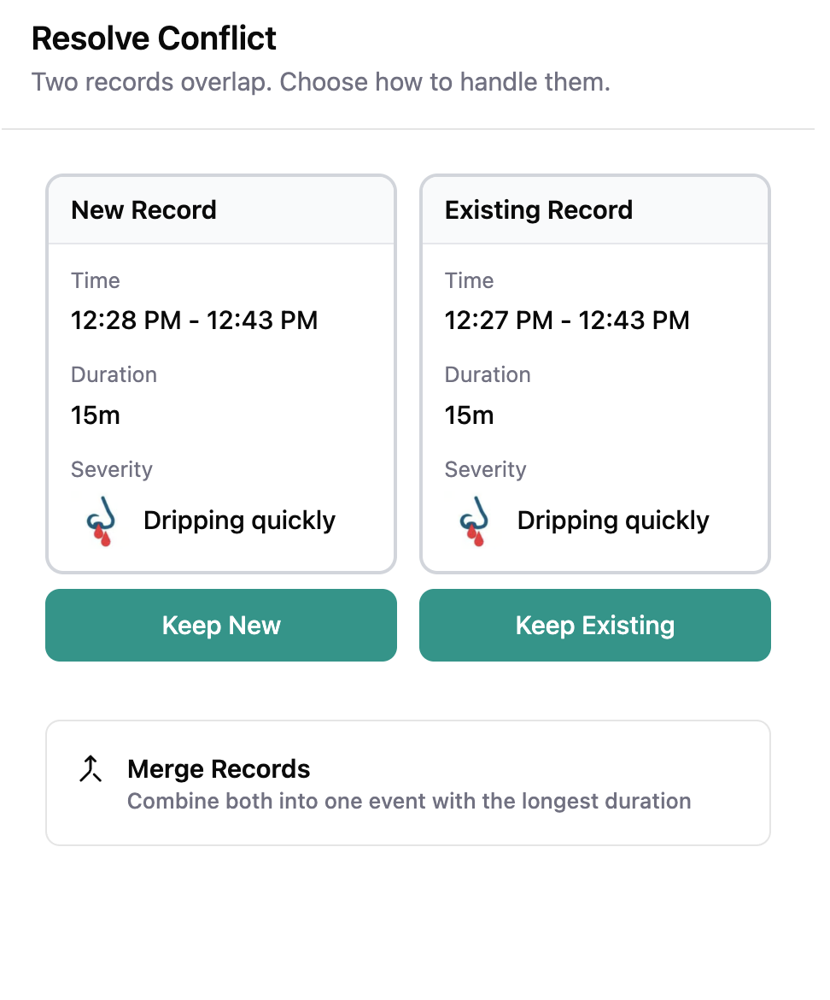 Resolve Conflict
Two records overlap. Choose how to handle them.
New Record
Time
12:28 PM - 12:43 PM
Duration
15m
Severity
Dripping quickly
Keep New
Existing Record
Time
12:27 PM - 12:43 PM
Duration
15m
Severity
Dripping quickly
Keep Existing
Merge Records
Combine both into one event with the longest duration